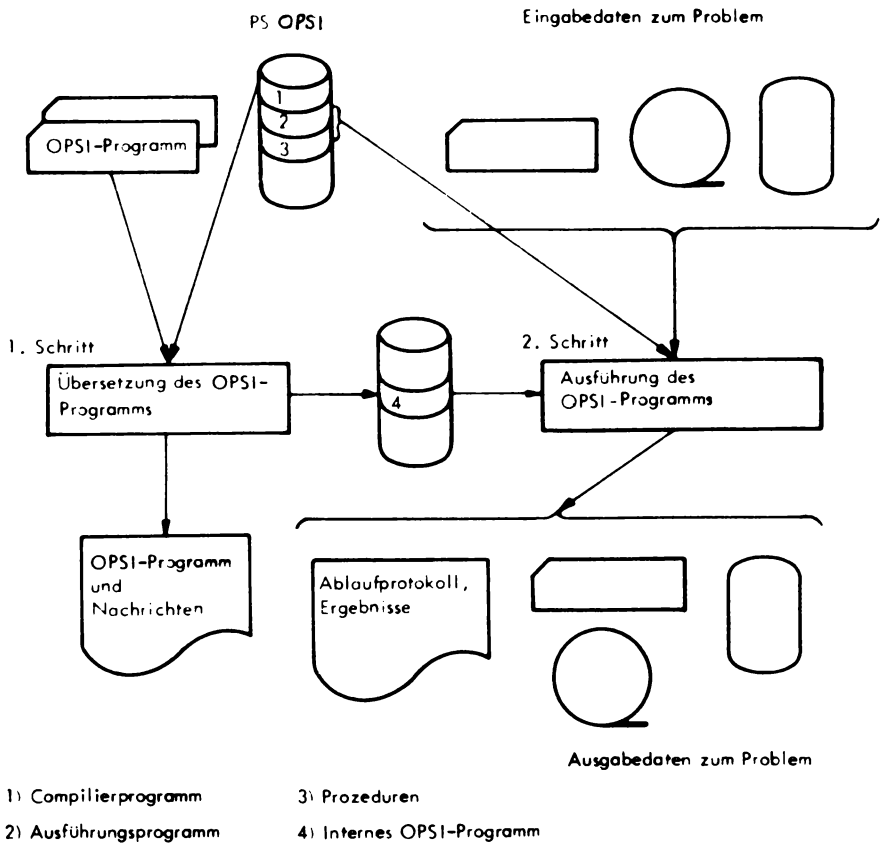 PS OPSI
Eingabedaten zum Problem
1
2
3
OPSI-Programm
1. Schritt
2. Schritt
Übersetzung des OPSI-
Programms
4
Ausführung des
OPSI-Programms
OPSI-Programm
und
Nachrichten
Ablaufprotokoll,
Ergebnisse
Ausgabedaten zum Problem
1) Compilierprogramm
3) Prozeduren
2) Ausführungsprogramm
4) Internes OPSI-Programm